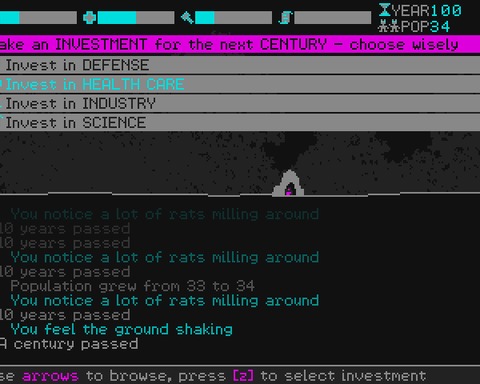 YEAR100
POP34
ake an INVESTMENT for the next CENTURY - choose wisely
Invest in DEFENSE
Invest in HEALTH CARE
Invest in INDUSTRY
Invest in SCIENCE
You notice a lot of rats milling around
10 years passed
10 years passed
You notice a lot of rats milling around
10 years passed
Population grew from 33 to 34
You notice a lot of rats milling around
10 years passed
You feel the ground shaking
A century passed
se arrows to browse, press [z] to select investment